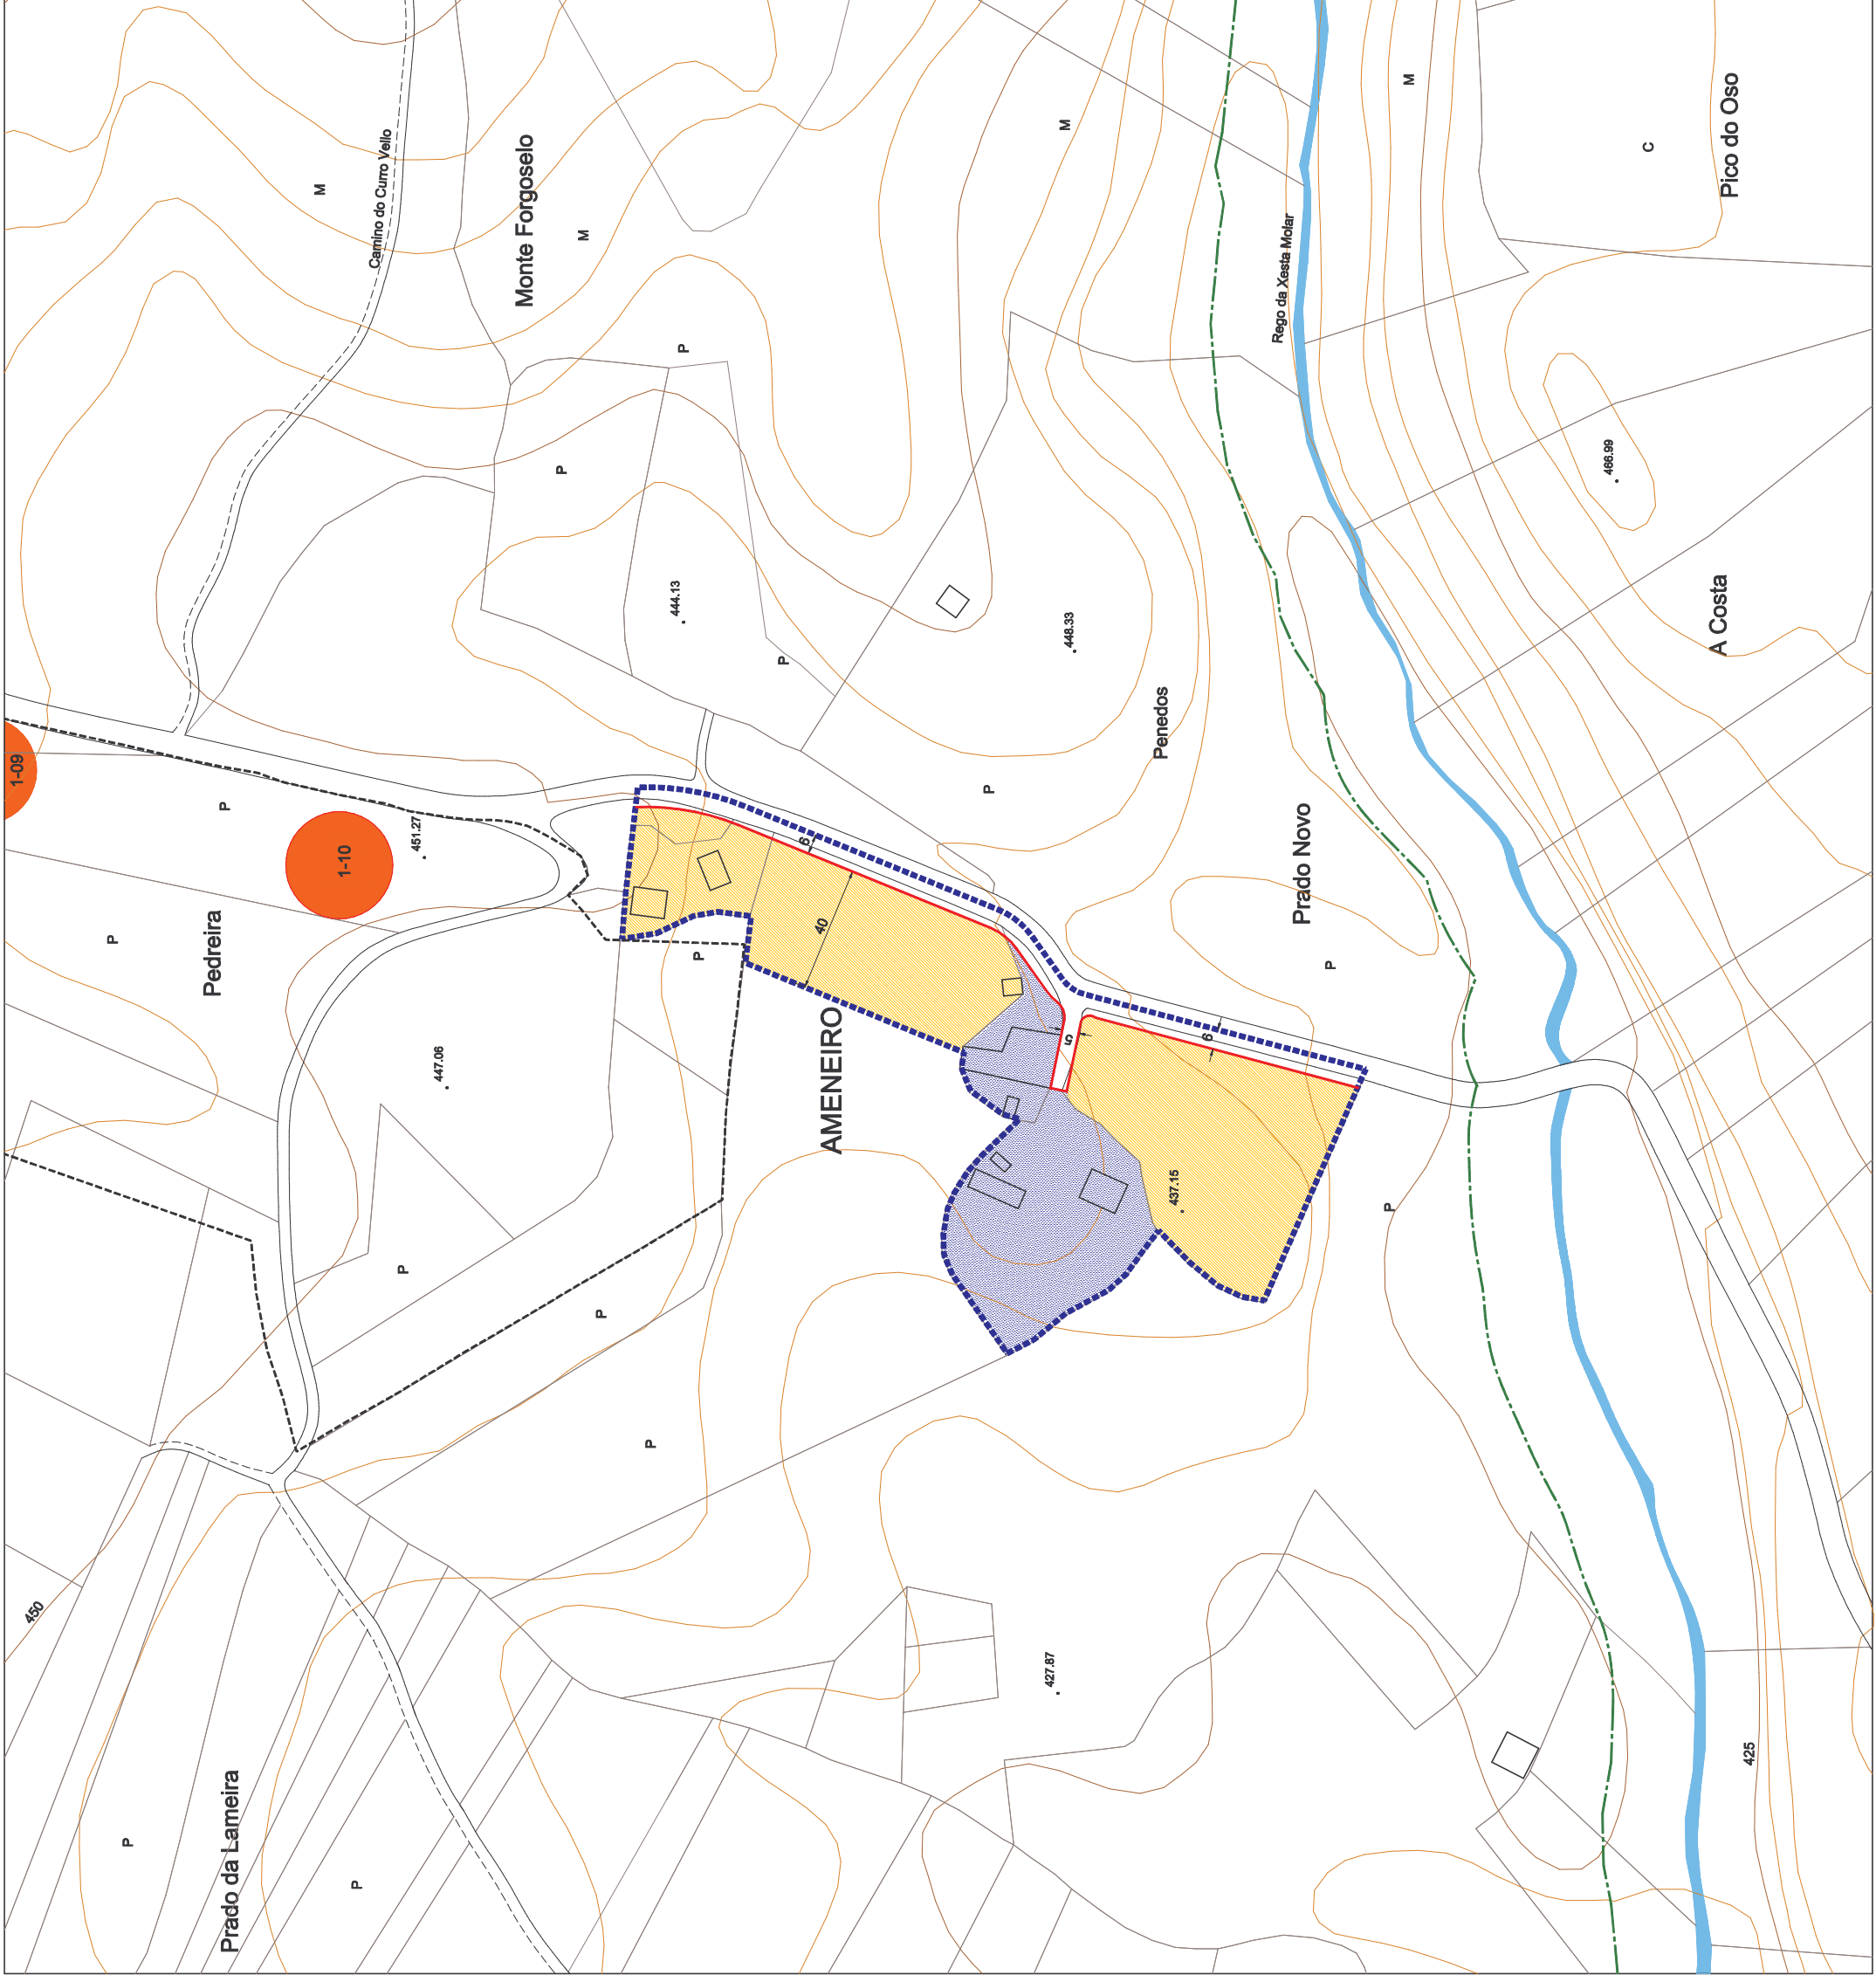 1-09
450
P
P
Pedreira
P
Prado da Lameira
M
1-10
P
Camino do Curro Vello
P
451.27
447.06
Monte Forgoselo
P
M
P
P
444.13
P
P
P
6
40
AMENEIRO
P
427.87
M
5
448.33
Penedos
437.15
6
Rego da Xesta Molar
Prado Novo
P
P
M
466.99
C
A Costa
Pico do Oso
425